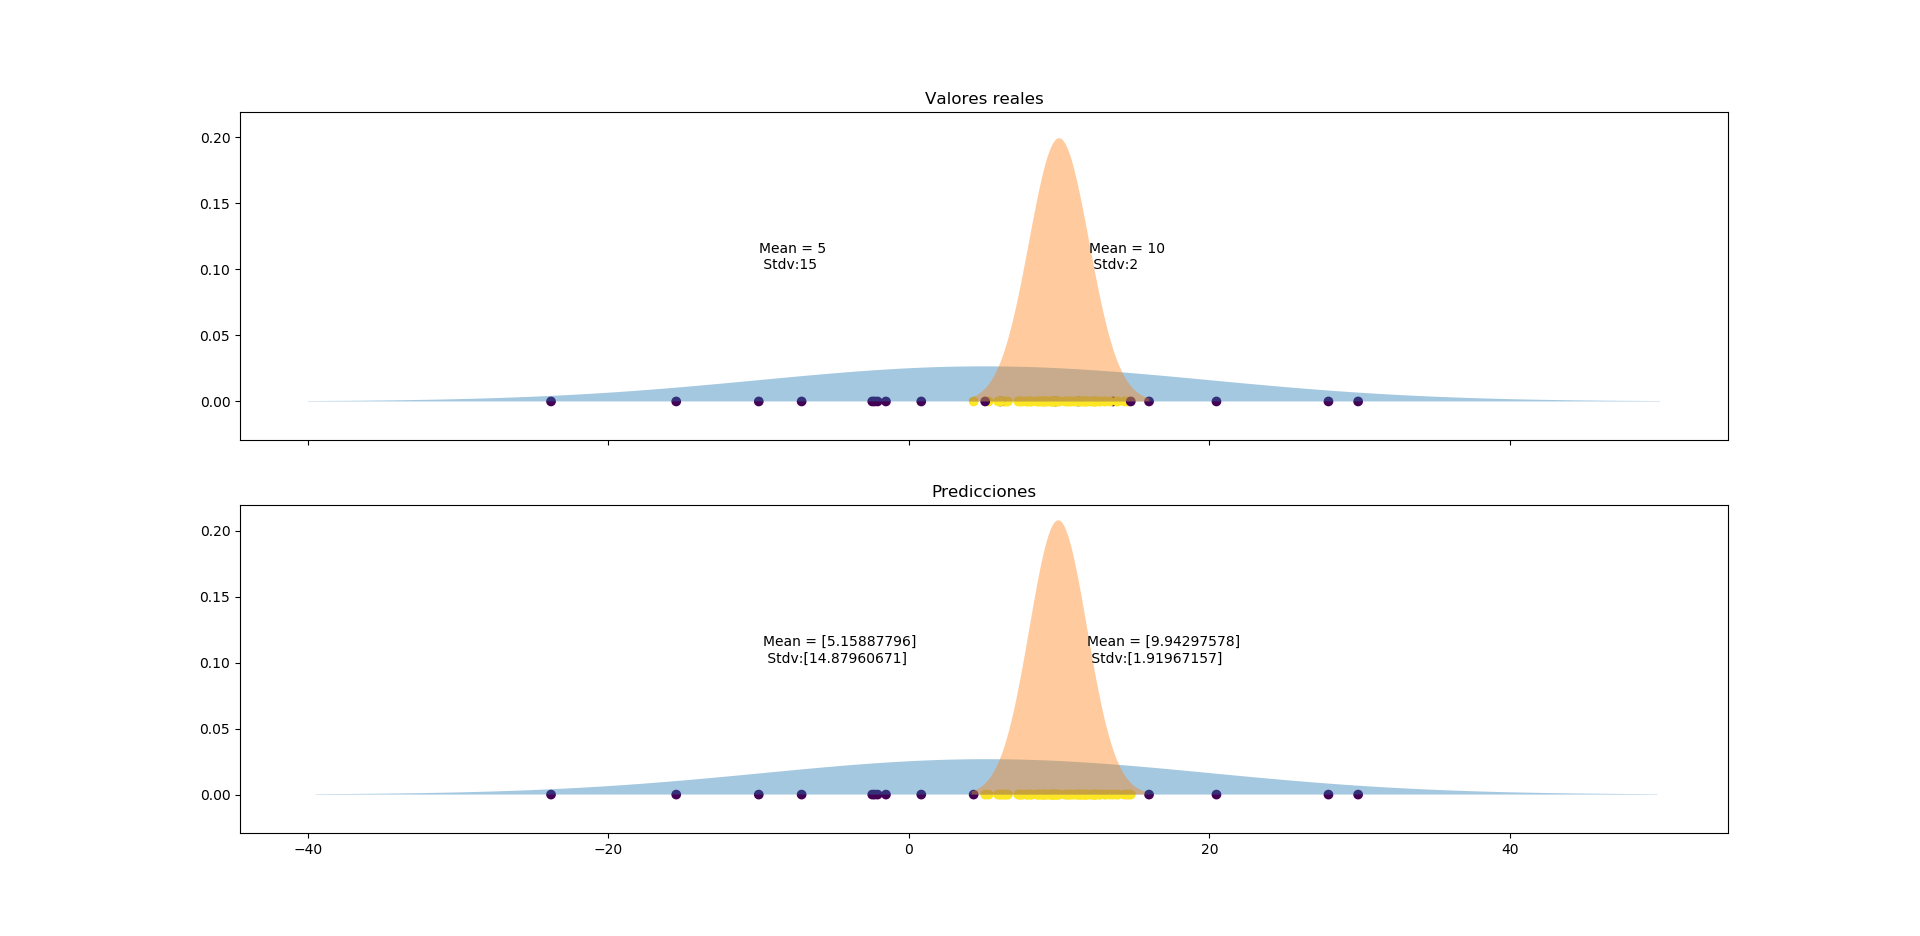 Valores reales
0.20
0.15
Mean = 5
Stdv:15
Mean = 10
Stdv:2
0.10
0.05
0.00
Predicciones
0.20
0.15
Mean = [5.15887796]
Stdv:[14.87960671]
Mean = [9.94297578]
Stdv:[1.91967157]
0.10
0.05
0.00
−40 −20 0 20 40